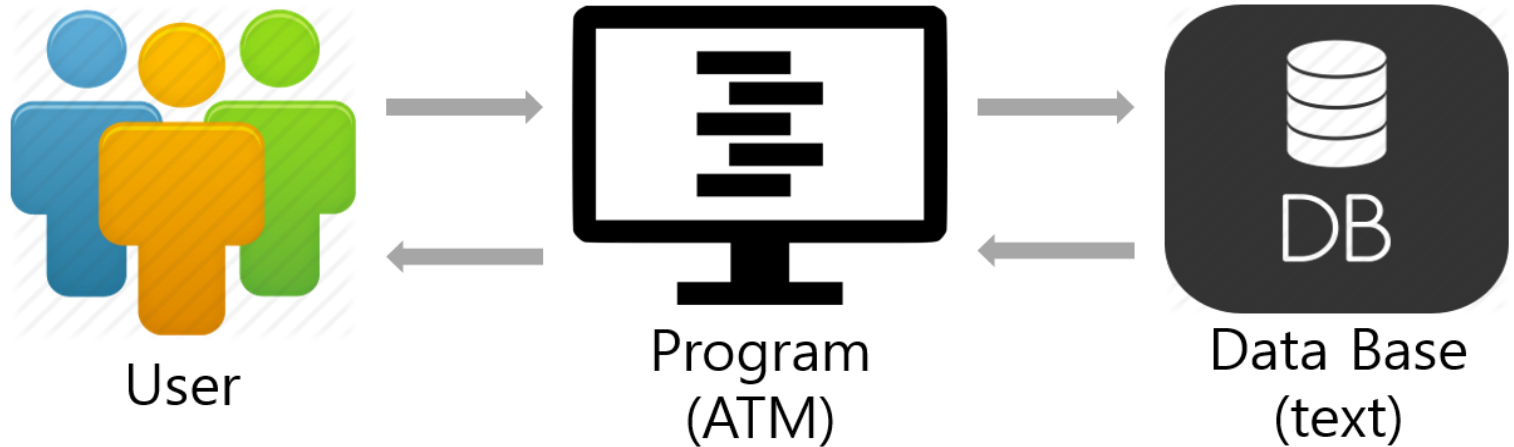 DB
User
Program
(ATM)
Data Base
(text)